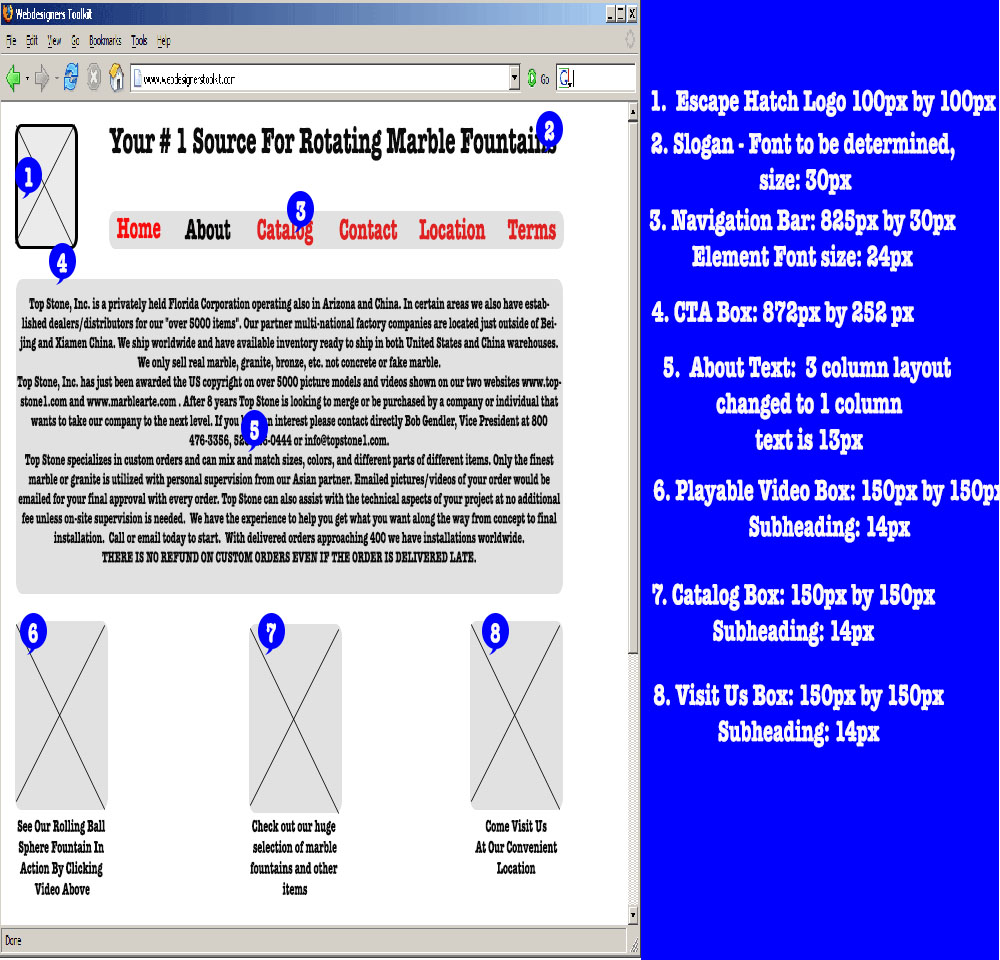 Webdesigners Toolkit
File Edit View Go Bookmarks Tools Help
www.webdesignerstoolkit.com
Go
G
1
Your # 1 Source For Rotating Marble Fountains
2
3
Home About Catalog Contact Location Terms
4
Top Stone, Inc. is a privately held Florida Corporation operating also in Arizona and China. In certain areas we also have estab-
lished dealers/distributors for our "over 5000 items". Our partner multi-national factory companies are located just outside of Bei-
jing and Xiamen China. We ship worldwide and have available inventory ready to ship in both United States and China warehouses.
We only sell real marble, granite, bronze, etc. not concrete or fake marble.
Top Stone, Inc. has just been awarded the US copyright on over 5000 picture models and videos shown on our two websites www.top-
stone1.com and www.marblearte.com . After 8 years Top Stone is looking to merge or be purchased by a company or individual that
wants to take our company to the next level. If you an interest please contact directly Bob Gendler, Vice President at 800
476-3356, -0444 or info@topstone1.com.
5
Top Stone specializes in custom orders and can mix and match sizes, colors, and different parts of different items. Only the finest
marble or granite is utilized with personal supervision from our Asian partner. Emailed pictures/videos of your order would be
emailed for your final approval with every order. Top Stone can also assist with the technical aspects of your project at no additional
fee unless on-site supervision is needed. We have the experience to help you get what you want along the way from concept to final
installation. Call or email today to start. With delivered orders approaching 400 we have installations worldwide.
THERE IS NO REFUND ON CUSTOM ORDERS EVEN IF THE ORDER IS DELIVERED LATE.
6
7
8
See Our Rolling Ball
Sphere Fountain In
Action By Clicking
Video Above
Check out our huge
selection of marble
fountains and other
items
Come Visit Us
At Our Convenient
Location
Done
1. Escape Hatch Logo 100px by 100px
2. Slogan - Font to be determined,
size: 30px
3. Navigation Bar: 825px by 30px
Element Font size: 24px
4. CTA Box: 872px by 252 px
5. About Text: 3 column layout
changed to 1 column
text is 13px
6. Playable Video Box: 150px by 150px
Subheading: 14px
7. Catalog Box: 150px by 150px
Subheading: 14px
8. Visit Us Box: 150px by 150px
Subheading: 14px